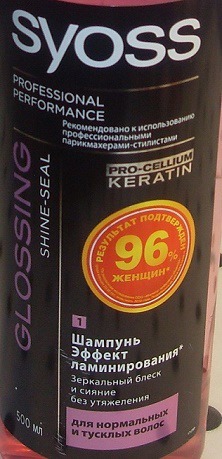 syoss
PROFESSIONAL
PERFORMANCE
Рекомендовано к использованию
профессиональными
парикмахерами-стилистами
PRO-CELLIUM
KERATIN
GLOSSING
SHINE-SEAL
РЕЗУЛЬТАТ ПОДТВЕРЖДЕН
96%
ЖЕНЩИН*
1
Шампунь
Эффект
ламинирования*
Зеркальный блеск
и сияние
без утяжеления
для нормальных
и тусклых волос
500 мл